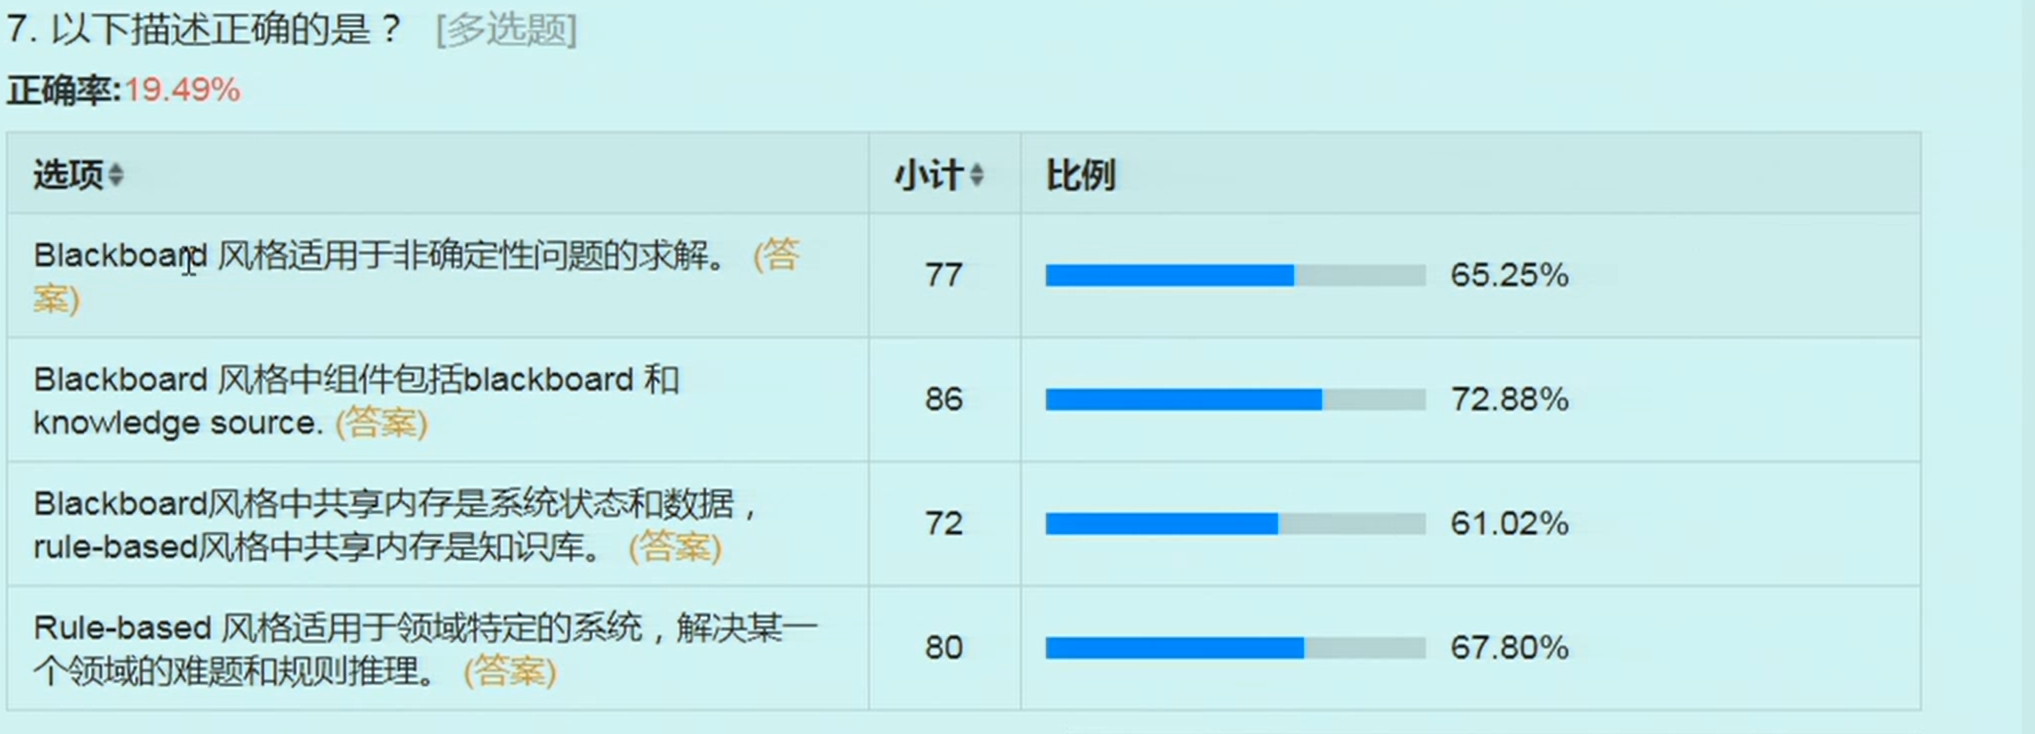 7. 以下描述正确的是？ [多选题]
正确率:19.49%
选项 小计 比例
Blackboard 风格适用于非确定性问题的求解。 (答
案)
77 65.25%
Blackboard 风格中组件包括blackboard 和
knowledge source. (答案)
86 72.88%
Blackboard风格中共享内存是系统状态和数据，
rule-based风格中共享内存是知识库。 (答案)
72 61.02%
Rule-based 风格适用于领域特定的系统，解决某一
个领域的难题和规则推理。 (答案)
80 67.80%